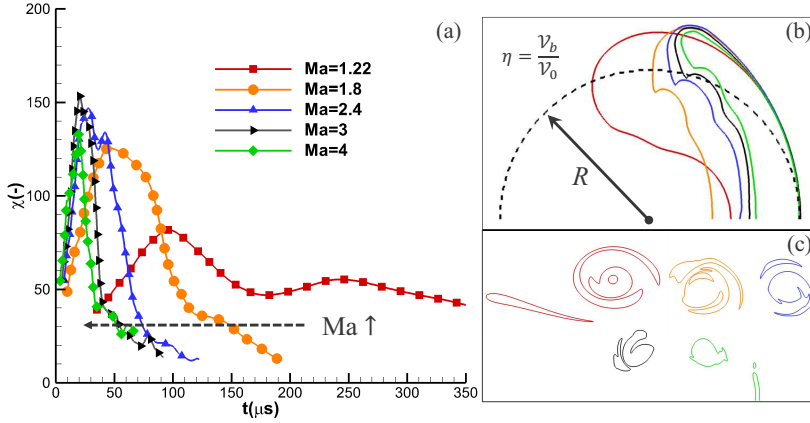 200
150
100
50
0
χ(-)
(a)
Ma=1.22
Ma=1.8
Ma=2.4
Ma=3
Ma=4
Ma ↑
0 50 100 150 200 250 300 350
t(μs)
(b)
η = 𝒱b/𝒱0
R
(c)